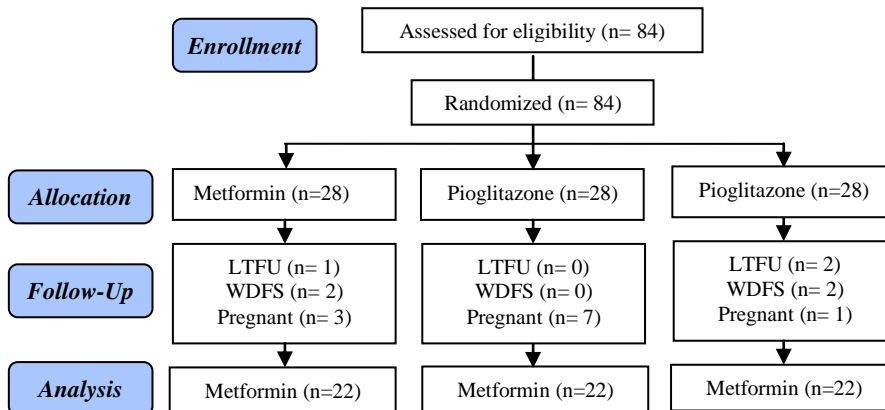 Enrollment
Assessed for eligibility (n= 84)
Randomized (n= 84)
Allocation
Metformin (n=28)
Pioglitazone (n=28)
Pioglitazone (n=28)
Follow-Up
LTFU (n= 1)
WDFS (n= 2)
Pregnant (n= 3)
LTFU (n= 0)
WDFS (n= 0)
Pregnant (n= 7)
LTFU (n= 2)
WDFS (n= 2)
Pregnant (n= 1)
Analysis
Metformin (n=22)
Metformin (n=22)
Metformin (n=22)